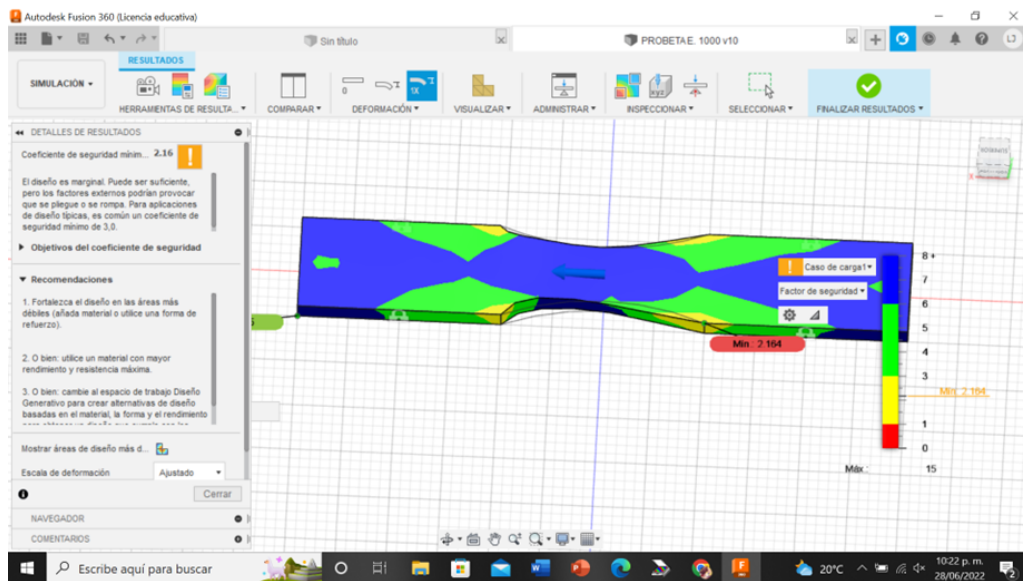 Autodesk Fusion 360 (Licencia educativa)
Sin título
PROBETA E. 1000 v10
LJ
RESULTADOS
SIMULACIÓN
HERRAMIENTAS DE RESULTA...
COMPARAR
DEFORMACIÓN
VISUALIZAR
ADMINISTRAR
INSPECCIONAR
SELECCIONAR
FINALIZAR RESULTADOS
DETALLES DE RESULTADOS
Coeficiente de seguridad mínim... 2.16
El diseño es marginal. Puede ser suficiente,
pero los factores externos podrían provocar
que se pliegue o se rompa. Para aplicaciones
de diseño típicas, es común un coeficiente de
seguridad mínimo de 3,0.
Objetivos del coeficiente de seguridad
Recomendaciones
1. Fortalezca el diseño en las áreas más
débiles (añada material o utilice una forma de
refuerzo).
2. O bien: utilice un material con mayor
rendimiento y resistencia máxima.
3. O bien: cambie al espacio de trabajo Diseño
Generativo para crear alternativas de diseño
basadas en el material, la forma y el rendimiento
Mostrar áreas de diseño más d...
Escala de deformación Ajustado
Cerrar
NAVEGADOR
COMENTARIOS
Caso de carga1
Factor de seguridad
Mín.: 2.164
8 +
7
6
5
4
3
Mín: 2.164
1
0
Máx.: 15
Escribe aquí para buscar
20°C
10:22 p. m.
28/06/2022
2